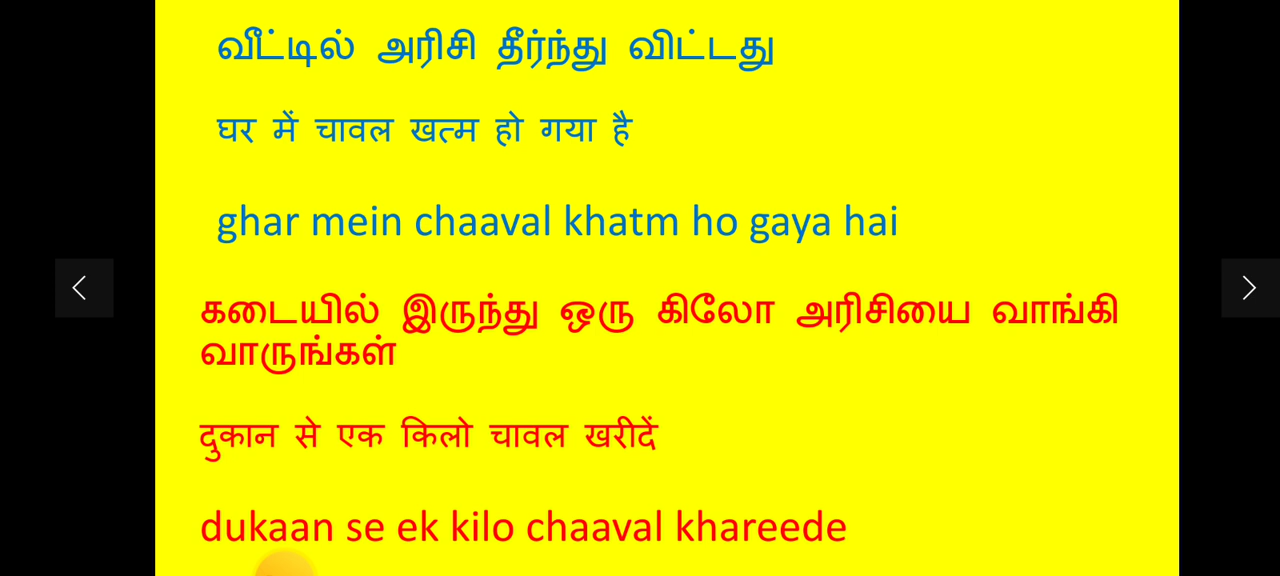 வீட்டில் அரிசி தீர்ந்து விட்டது
घर में चावल खत्म हो गया है
ghar mein chaaval khatm ho gaya hai
கடையில் இருந்து ஒரு கிலோ அரிசியை வாங்கி
வாருங்கள்
दुकान से एक किलो चावल खरीदें
dukaan se ek kilo chaaval khareede